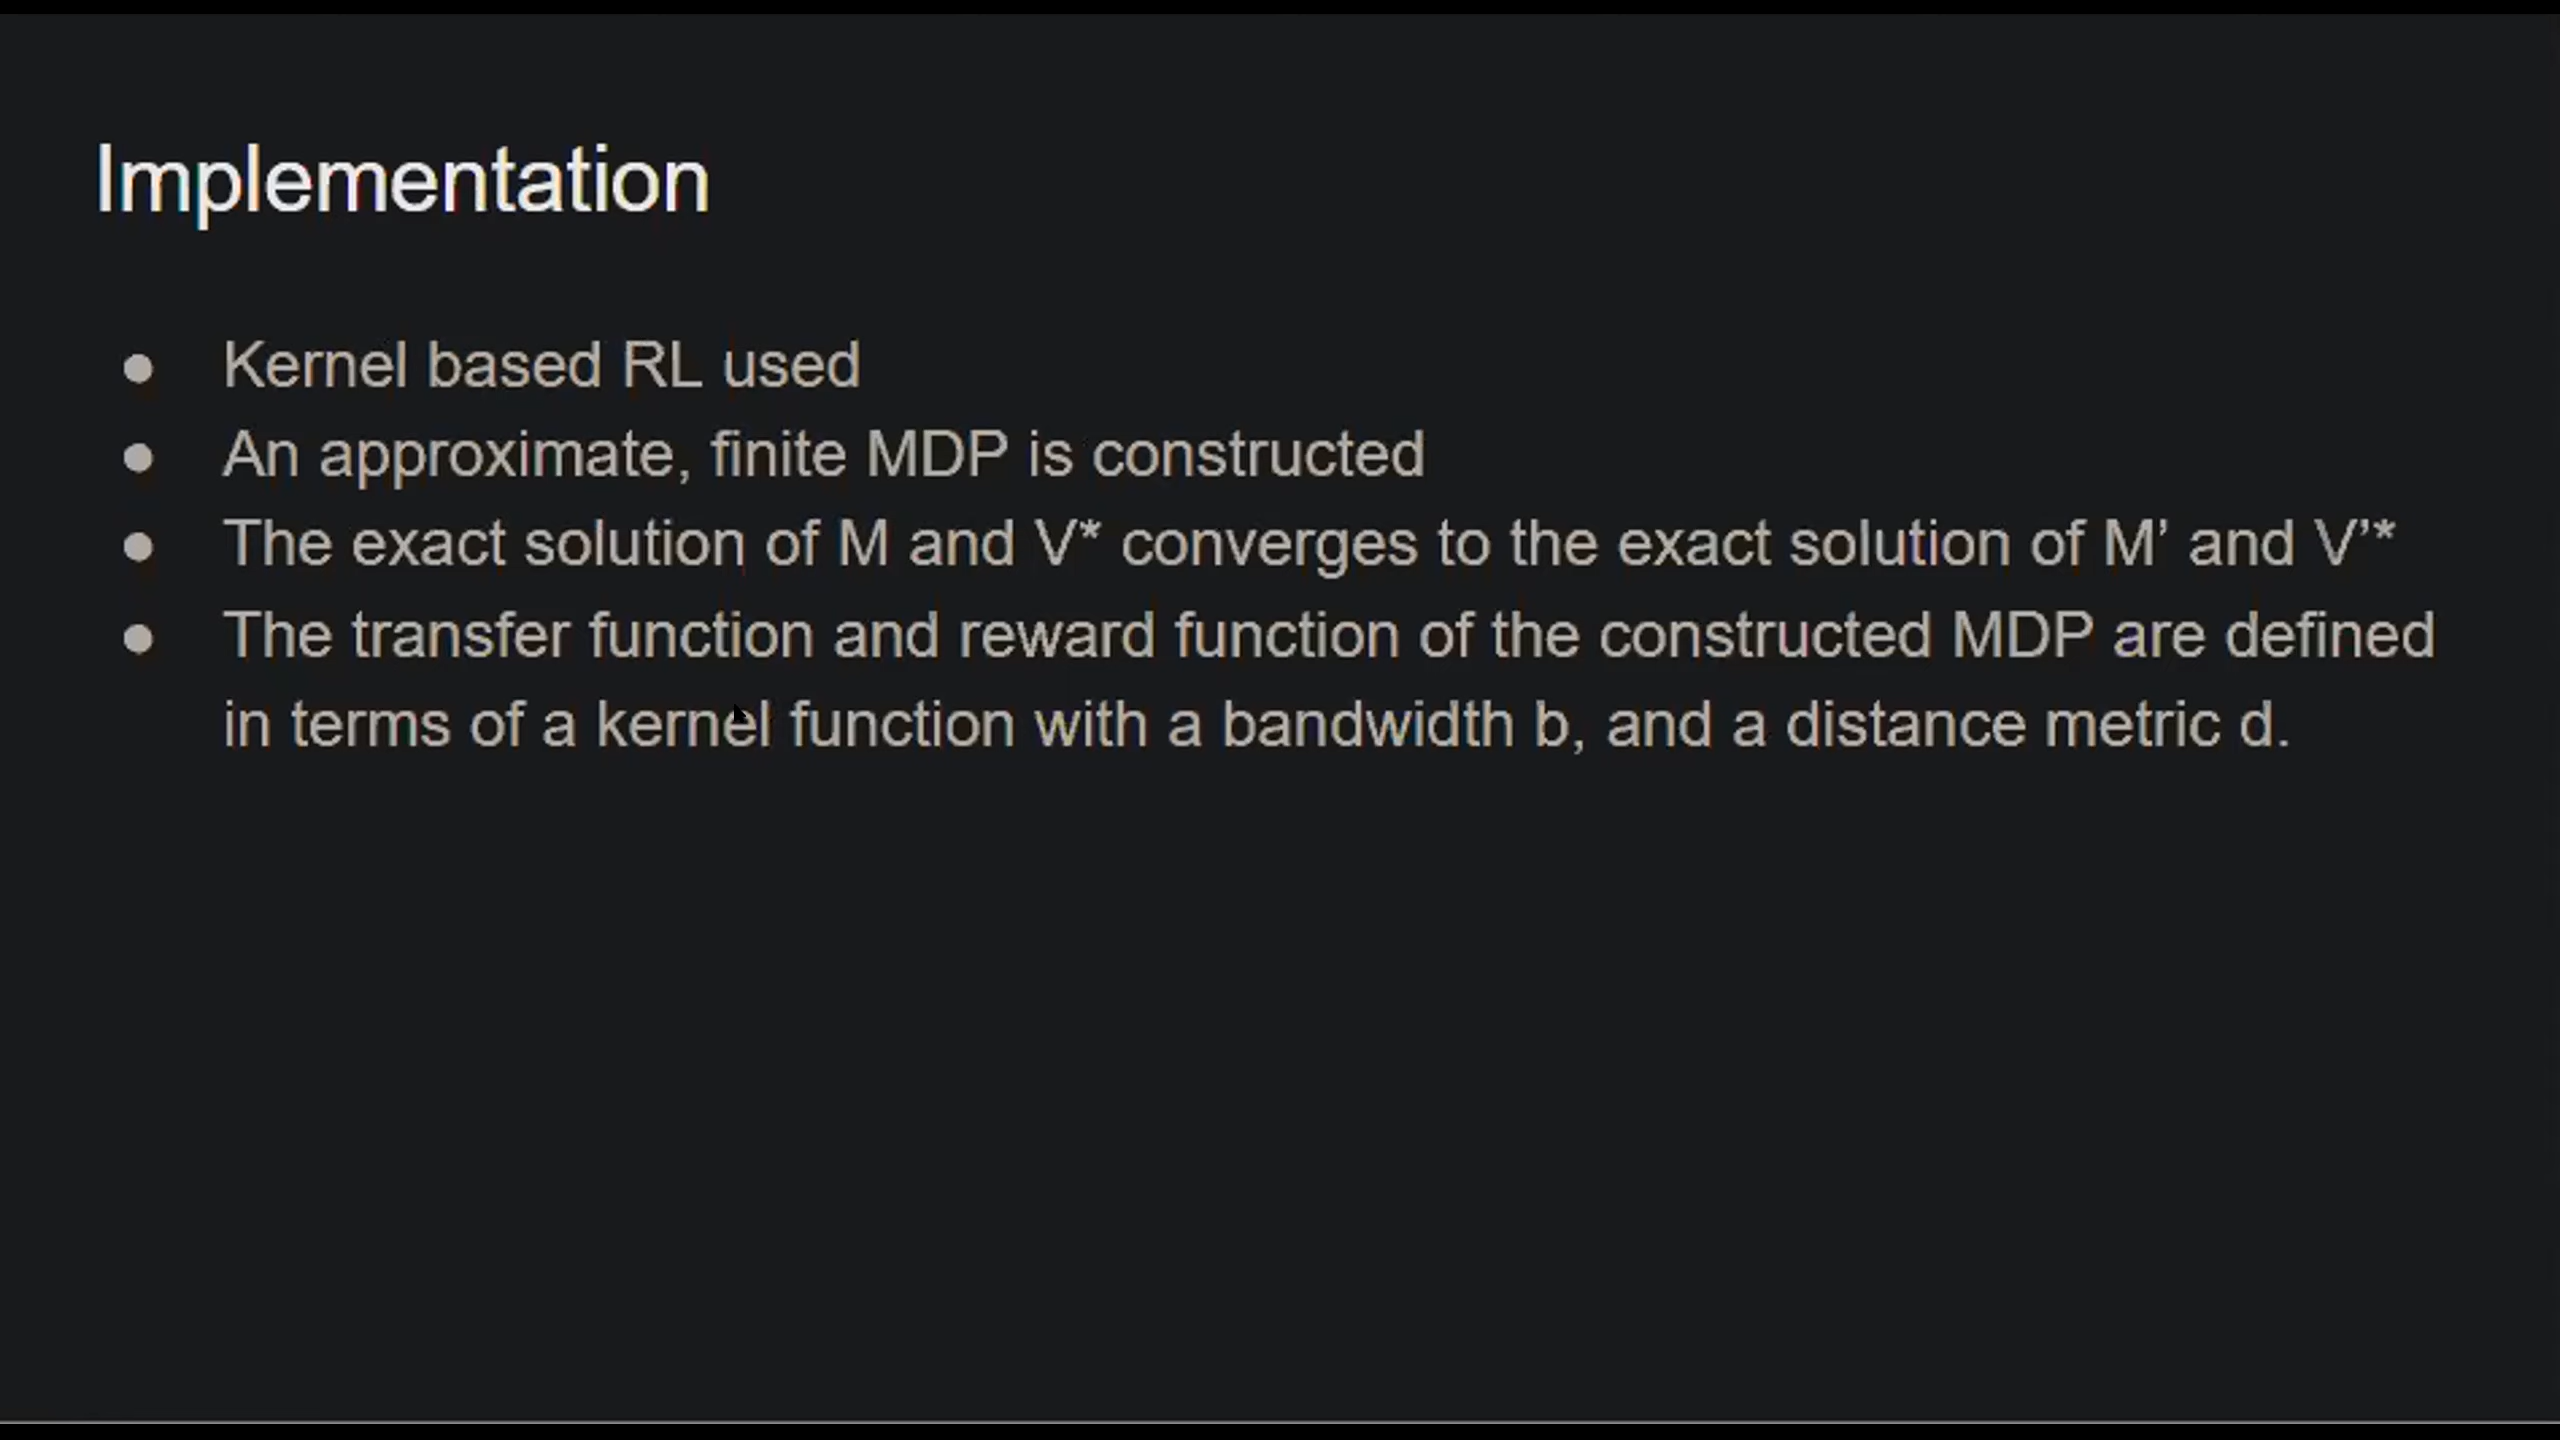 Implementation
● Kernel based RL used
● An approximate, finite MDP is constructed
● The exact solution of M and V* converges to the exact solution of M’ and V’*
● The transfer function and reward function of the constructed MDP are defined
in terms of a kernel function with a bandwidth b, and a distance metric d.